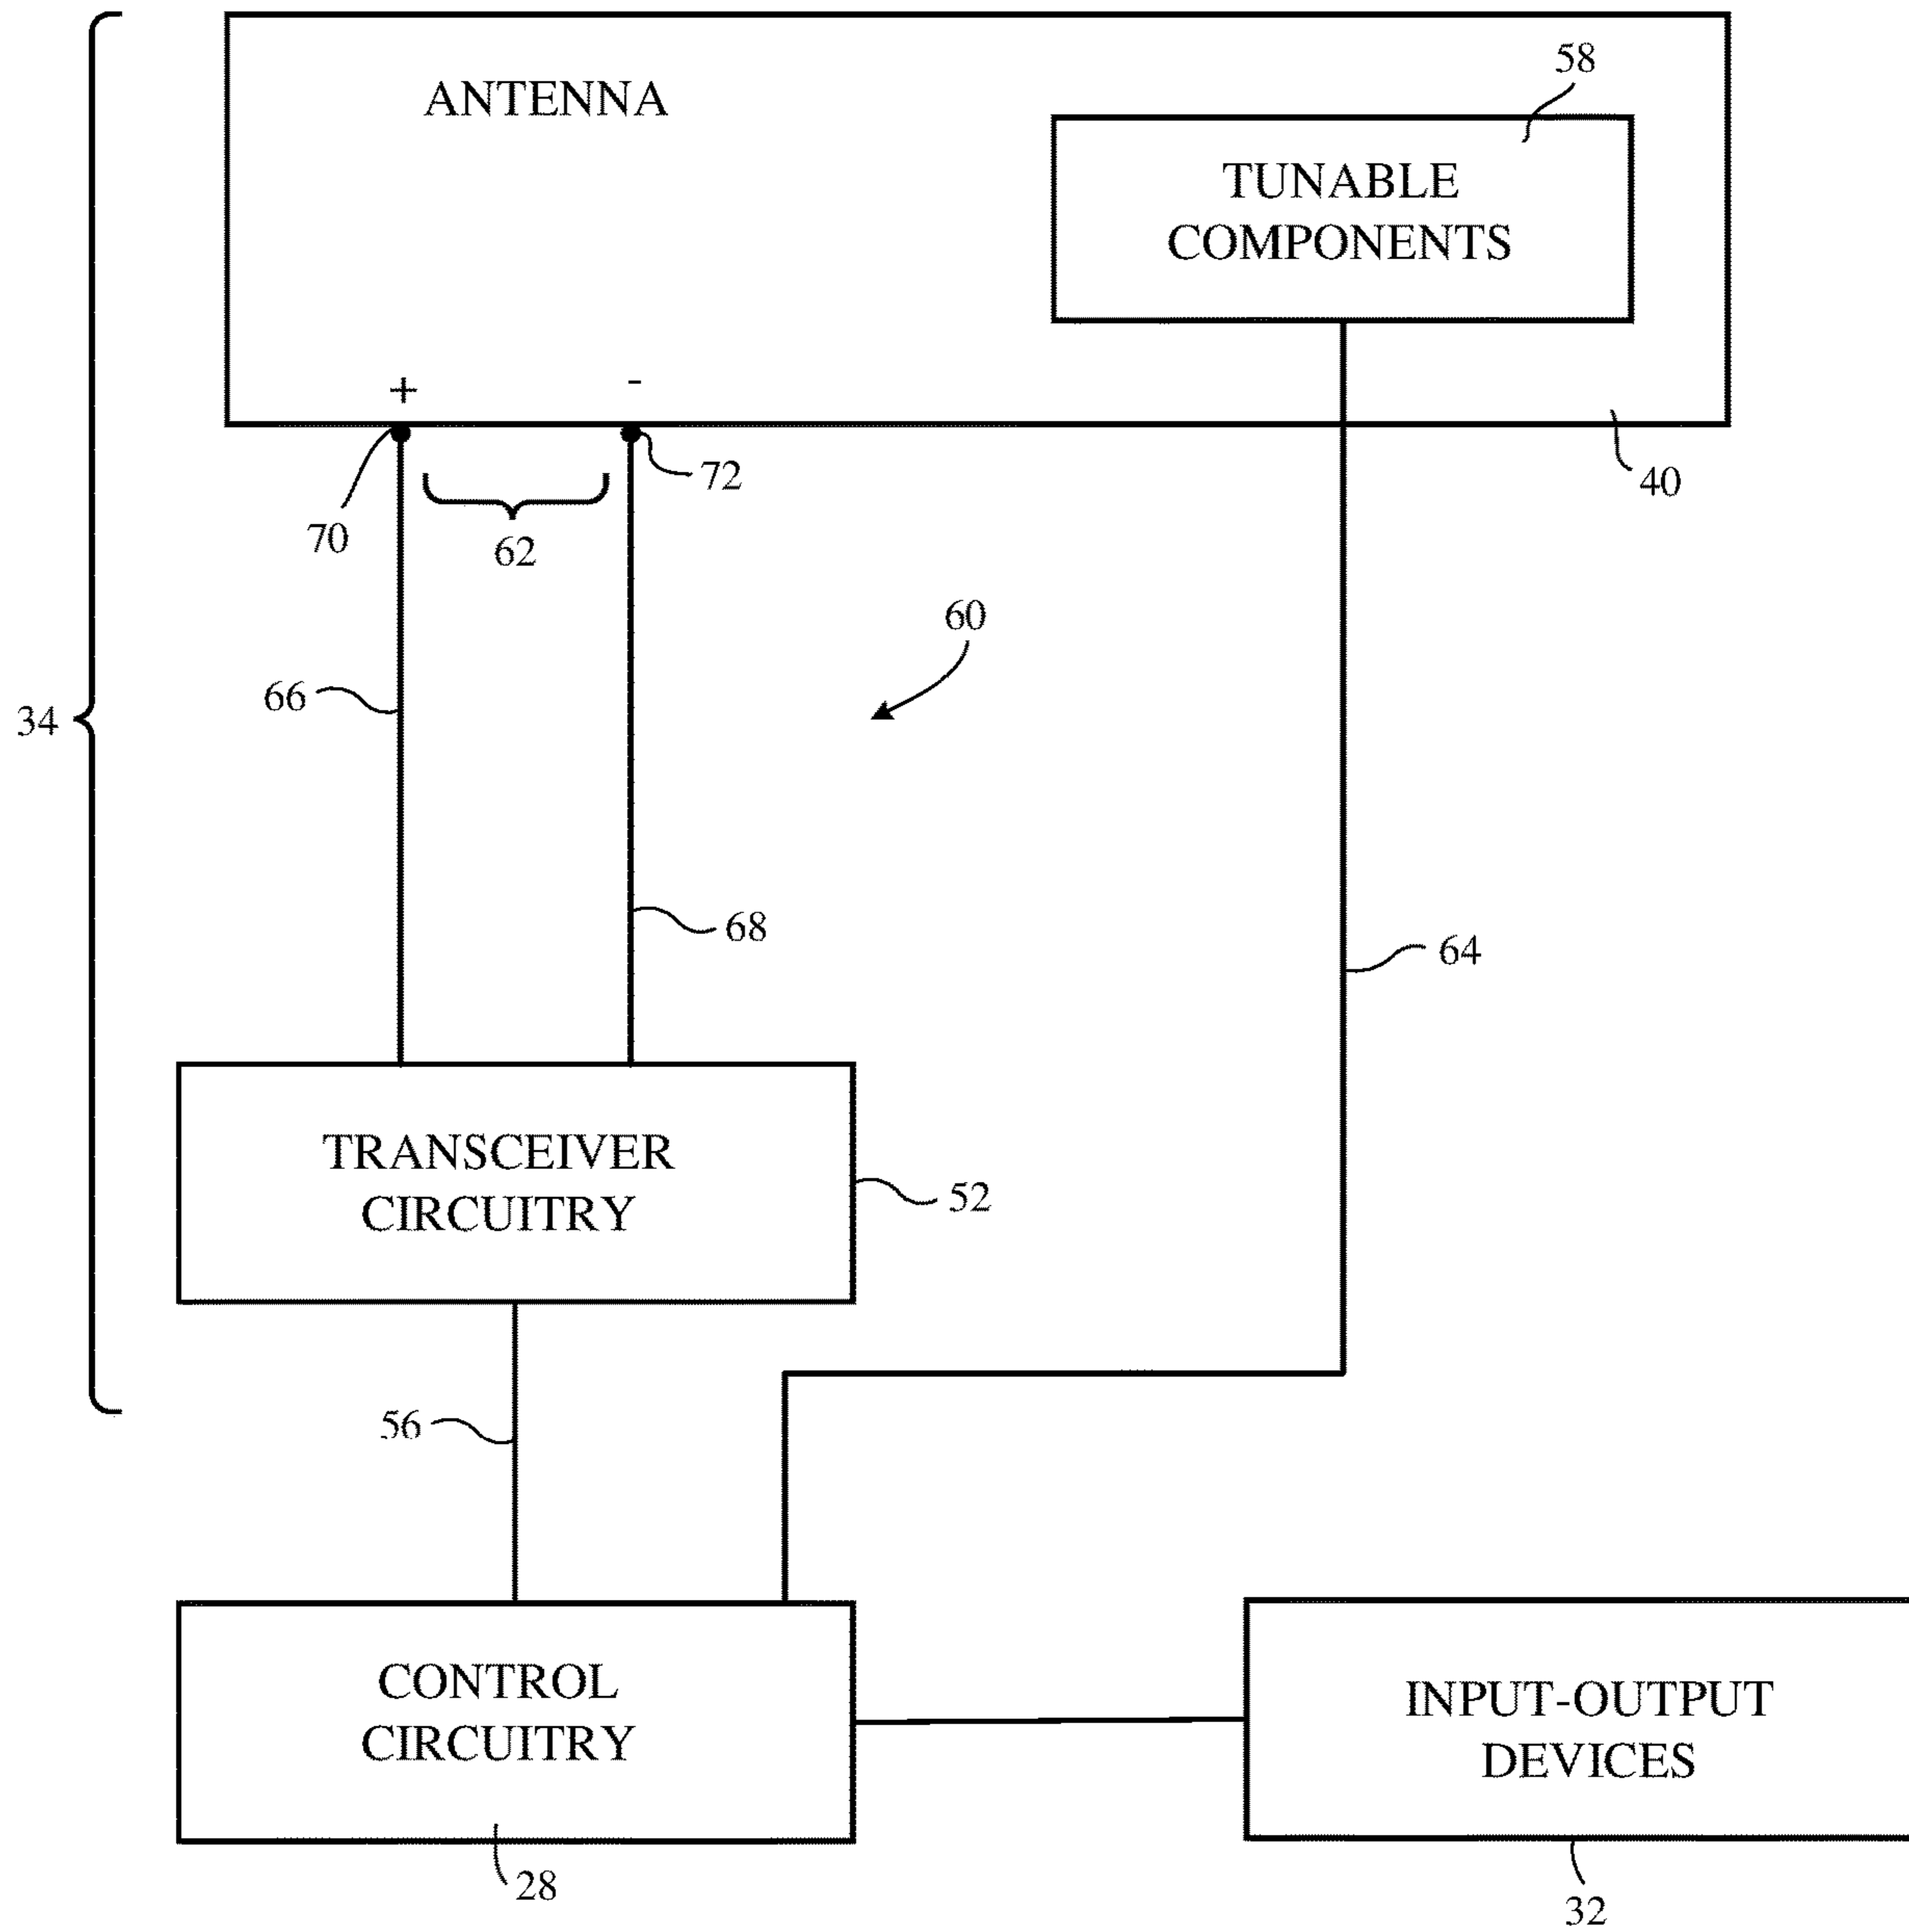 58
ANTENNA
TUNABLE
COMPONENTS
+
-
72
40
70
62
60
66
34
68
64
TRANSCEIVER
CIRCUITRY
52
56
CONTROL
CIRCUITRY
INPUT-OUTPUT
DEVICES
28
32